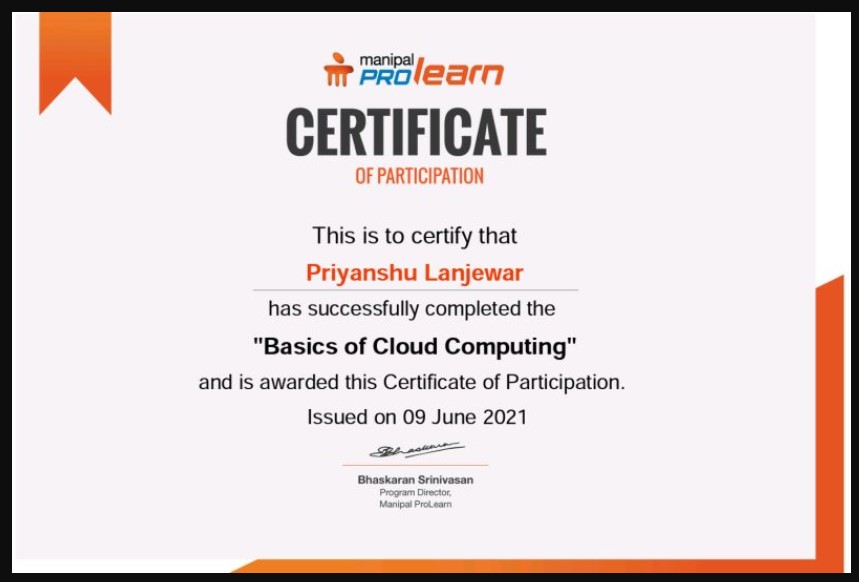 manipal
PROlearn
CERTIFICATE
OF PARTICIPATION
This is to certify that
Priyanshu Lanjewar
has successfully completed the
"Basics of Cloud Computing"
and is awarded this Certificate of Participation.
Issued on 09 June 2021
Bhaskaran Srinivasan
Program Director,
Manipal ProLearn